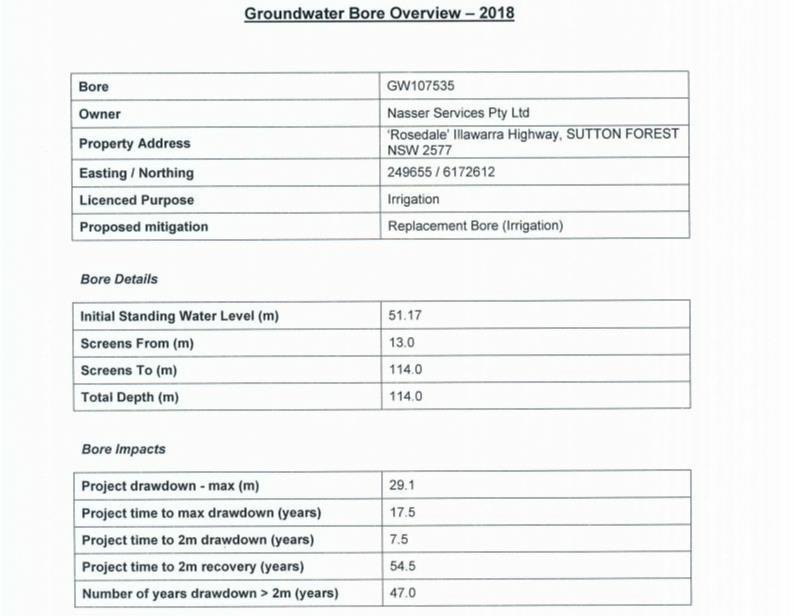 Groundwater Bore Overview – 2018
Bore GW107535
Owner Nasser Services Pty Ltd
Property Address 'Rosedale' Illawarra Highway, SUTTON FOREST
NSW 2577
Easting / Northing 249655 / 6172612
Licenced Purpose Irrigation
Proposed mitigation Replacement Bore (Irrigation)
Bore Details
Initial Standing Water Level (m) 51.17
Screens From (m) 13.0
Screens To (m) 114.0
Total Depth (m) 114.0
Bore Impacts
Project drawdown - max (m) 29.1
Project time to max drawdown (years) 17.5
Project time to 2m drawdown (years) 7.5
Project time to 2m recovery (years) 54.5
Number of years drawdown > 2m (years) 47.0